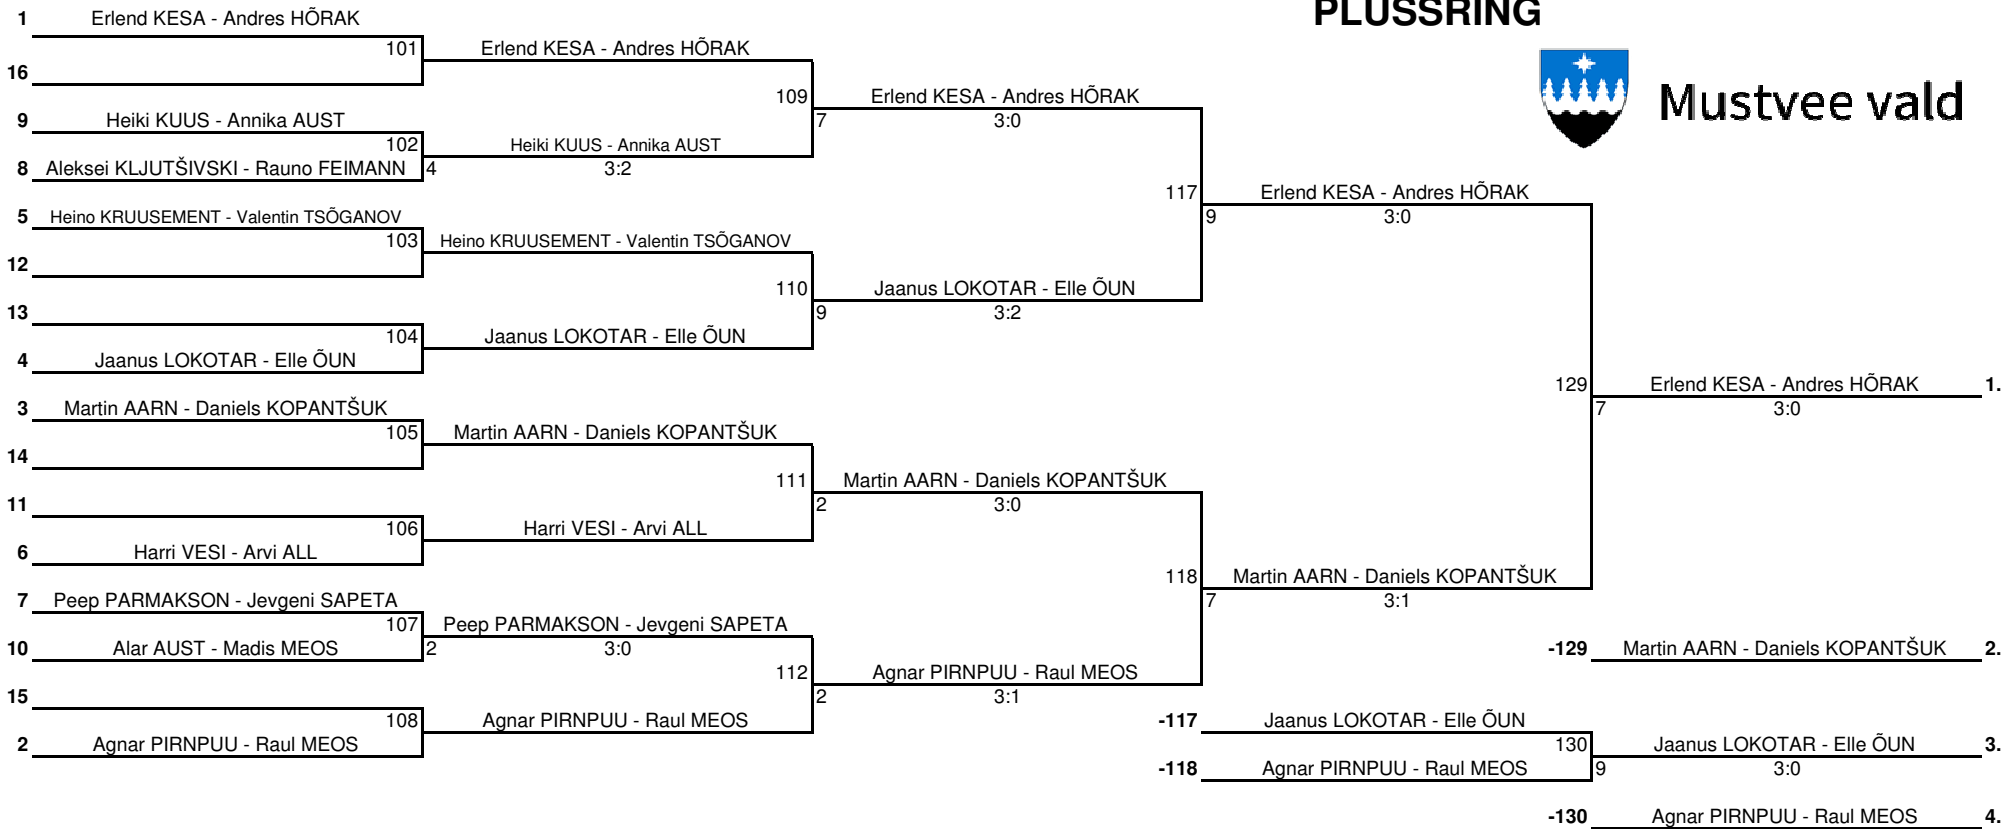 PLUSSRING
Mustvee vald
1 Erlend KESA - Andres HÕRAK
101 Erlend KESA - Andres HÕRAK
16
109 Erlend KESA - Andres HÕRAK
9 Heiki KUUS - Annika AUST
7 3:0
102 Heiki KUUS - Annika AUST
8 Aleksei KLJUTŠIVSKI - Rauno FEIMANN 4 3:2
117 Erlend KESA - Andres HÕRAK
5 Heino KRUUSEMENT - Valentin TSÕGANOV
9 3:0
103 Heino KRUUSEMENT - Valentin TSÕGANOV
12
110 Jaanus LOKOTAR - Elle ÕUN
13
9 3:2
104 Jaanus LOKOTAR - Elle ÕUN
4 Jaanus LOKOTAR - Elle ÕUN
129 Erlend KESA - Andres HÕRAK 1.
3 Martin AARN - Daniels KOPANTŠUK
7 3:0
105 Martin AARN - Daniels KOPANTŠUK
14
111 Martin AARN - Daniels KOPANTŠUK
11
2 3:0
106 Harri VESI - Arvi ALL
6 Harri VESI - Arvi ALL
118 Martin AARN - Daniels KOPANTŠUK
7 Peep PARMAKSON - Jevgeni SAPETA
7 3:1
107 Peep PARMAKSON - Jevgeni SAPETA
10 Alar AUST - Madis MEOS 2 3:0
-129 Martin AARN - Daniels KOPANTŠUK 2.
112 Agnar PIRNPUU - Raul MEOS
15
2 3:1
108 Agnar PIRNPUU - Raul MEOS
-117 Jaanus LOKOTAR - Elle ÕUN
2 Agnar PIRNPUU - Raul MEOS
130 Jaanus LOKOTAR - Elle ÕUN 3.
-118 Agnar PIRNPUU - Raul MEOS 9 3:0
-130 Agnar PIRNPUU - Raul MEOS 4.